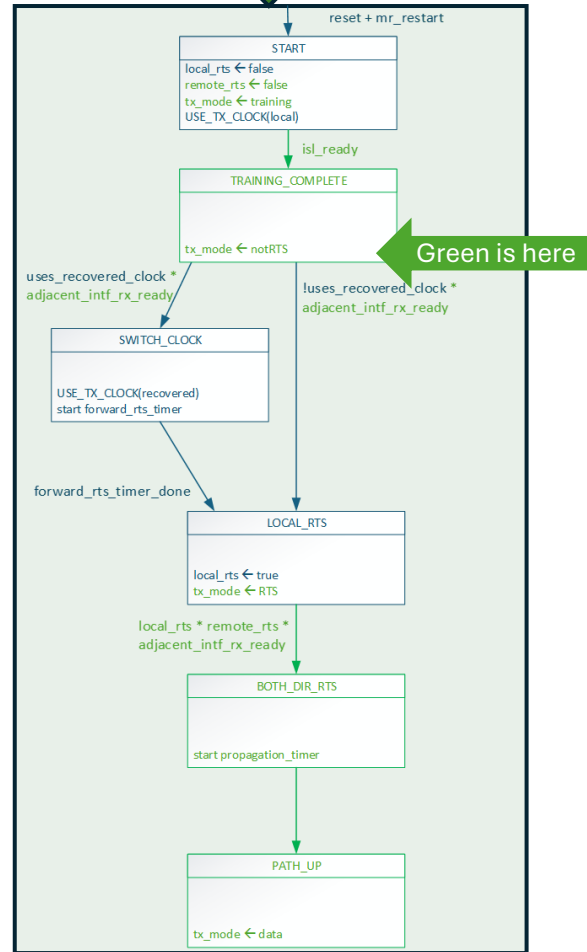 reset + mr_restart
START
local_rts ← false
remote_rts ← false
tx_mode ← training
USE_TX_CLOCK(local)
isl_ready
TRAINING_COMPLETE
tx_mode ← notRTS
Green is here
uses_recovered_clock *
adjacent_intf_rx_ready
!uses_recovered_clock *
adjacent_intf_rx_ready
SWITCH_CLOCK
USE_TX_CLOCK(recovered)
start forward_rts_timer
forward_rts_timer_done
LOCAL_RTS
local_rts ← true
tx_mode ← RTS
local_rts * remote_rts *
adjacent_intf_rx_ready
BOTH_DIR_RTS
start propagation_timer
PATH_UP
tx_mode ← data